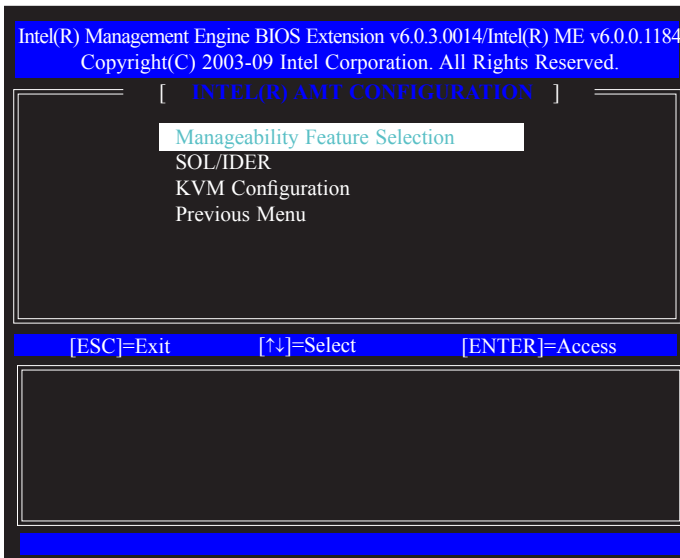 Intel(R) Management Engine BIOS Extension v6.0.3.0014/Intel(R) ME v6.0.0.1184
Copyright(C) 2003-09 Intel Corporation. All Rights Reserved.
[ INTEL(R) AMT CONFIGURATION ]
Manageability Feature Selection
SOL/IDER
KVM Configuration
Previous Menu
[ESC]=Exit [↑↓]=Select [ENTER]=Access